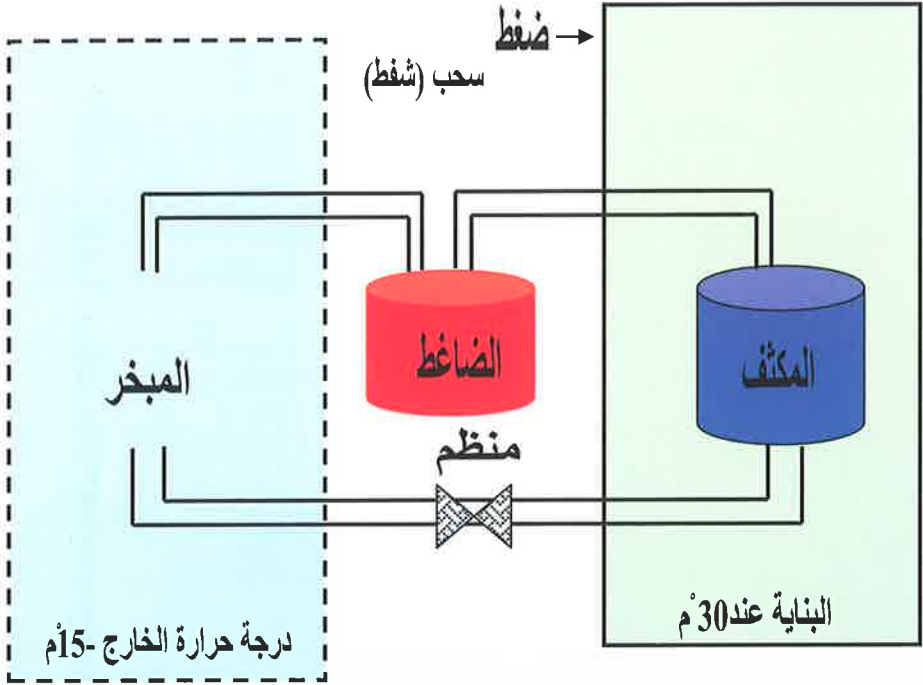 ضغط
سحب (شفط)
المكثف
الضاغط
المبخر
منظم
البناية عند30 ْم
درجة حرارة الخارج -15ْم